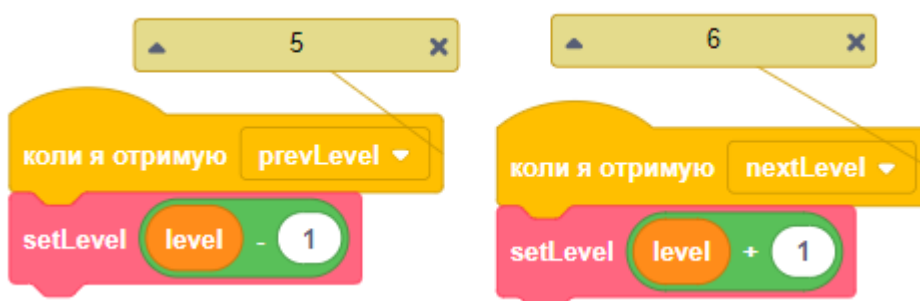 5
коли я отримую prevLevel
setLevel level - 1
6
коли я отримую nextLevel
setLevel level + 1